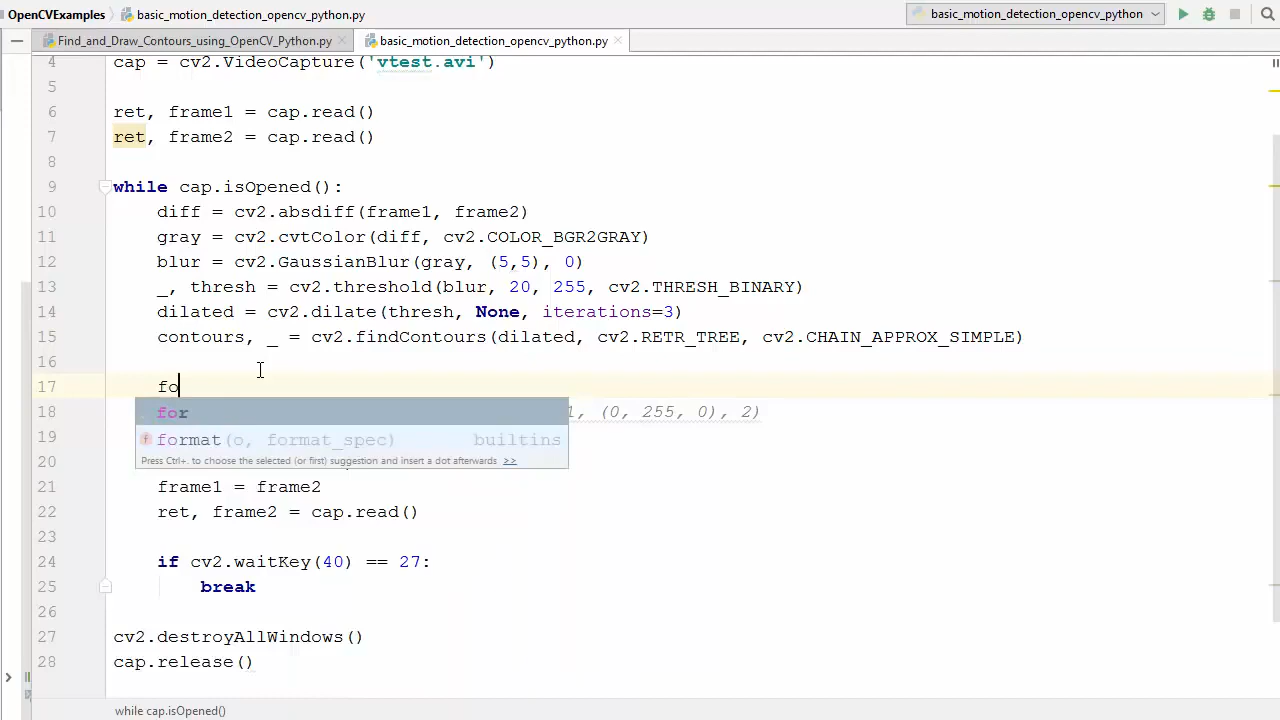 OpenCVExamples basic_motion_detection_opencv_python.py basic_motion_detection_opencv_python
Find_and_Draw_Contours_using_OpenCV_Python.py basic_motion_detection_opencv_python.py
4 cap = cv2.VideoCapture('vtest.avi')
5
6 ret, frame1 = cap.read()
7 ret, frame2 = cap.read()
8
9 while cap.isOpened():
10 diff = cv2.absdiff(frame1, frame2)
11 gray = cv2.cvtColor(diff, cv2.COLOR_BGR2GRAY)
12 blur = cv2.GaussianBlur(gray, (5,5), 0)
13 _, thresh = cv2.threshold(blur, 20, 255, cv2.THRESH_BINARY)
14 dilated = cv2.dilate(thresh, None, iterations=3)
15 contours, _ = cv2.findContours(dilated, cv2.RETR_TREE, cv2.CHAIN_APPROX_SIMPLE)
16
17 fo
18 (0, 255, 0), 2)
for
19
format(o, format_spec) builtins
20
Press Ctrl+. to choose the selected (or first) suggestion and insert a dot afterwards >>
21 frame1 = frame2
22 ret, frame2 = cap.read()
23
24 if cv2.waitKey(40) == 27:
25 break
26
27 cv2.destroyAllWindows()
28 cap.release()
while cap.isOpened()